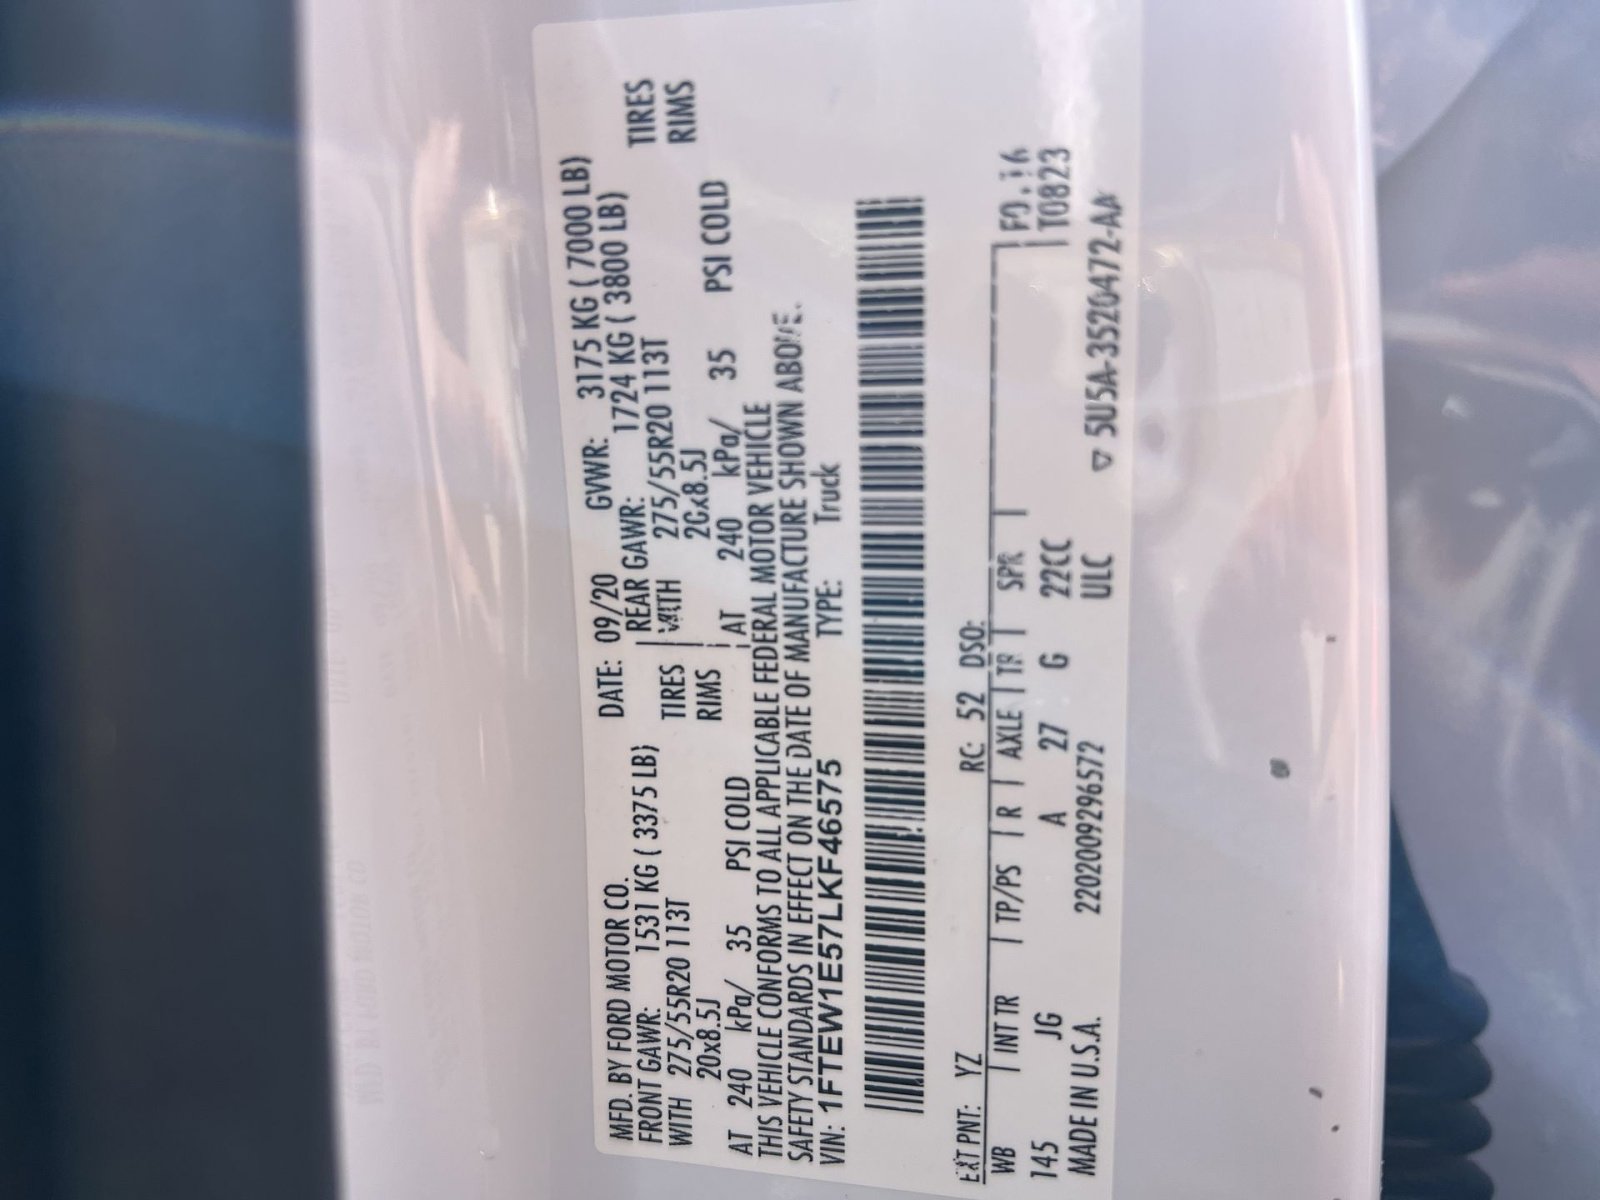 MFD. BY FORD MOTOR CO. DATE: 09/20 GVWR: 3175 KG ( 7000 LB)
FRONT GAWR: 1531 KG ( 3375 LB) REAR GAWR: 1724 KG ( 3800 LB)
WITH 275/55R20 113T TIRES WITH 275/55R20 113T TIRES
20x8.5J RIMS 20x8.5J RIMS
AT 240 kPa/ 35 PSI COLD AT 240 kPa/ 35 PSI COLD
THIS VEHICLE CONFORMS TO ALL APPLICABLE FEDERAL MOTOR VEHICLE
SAFETY STANDARDS IN EFFECT ON THE DATE OF MANUFACTURE SHOWN ABOVE.
VIN: 1FTEW1E57LKF46575 TYPE: Truck
EXT PNT: YZ RC: 52 DSO:
WB INT TR TP/PS R AXLE TR SPR
T0823
145 JG A 27 G 22CC
ULC
MADE IN U.S.A. 2202009296572 ▽ 5U5A-3520472-AA